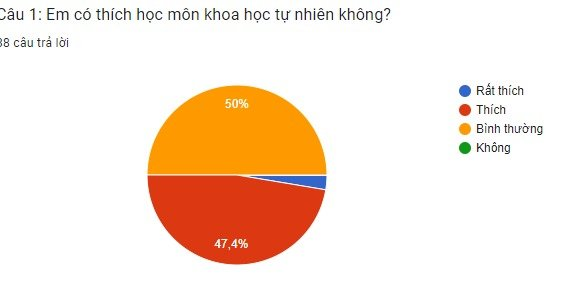 Câu 1: Em có thích học môn khoa học tự nhiên không?
38 câu trả lời
50%
47,4%
Rất thích
Thích
Bình thường
Không